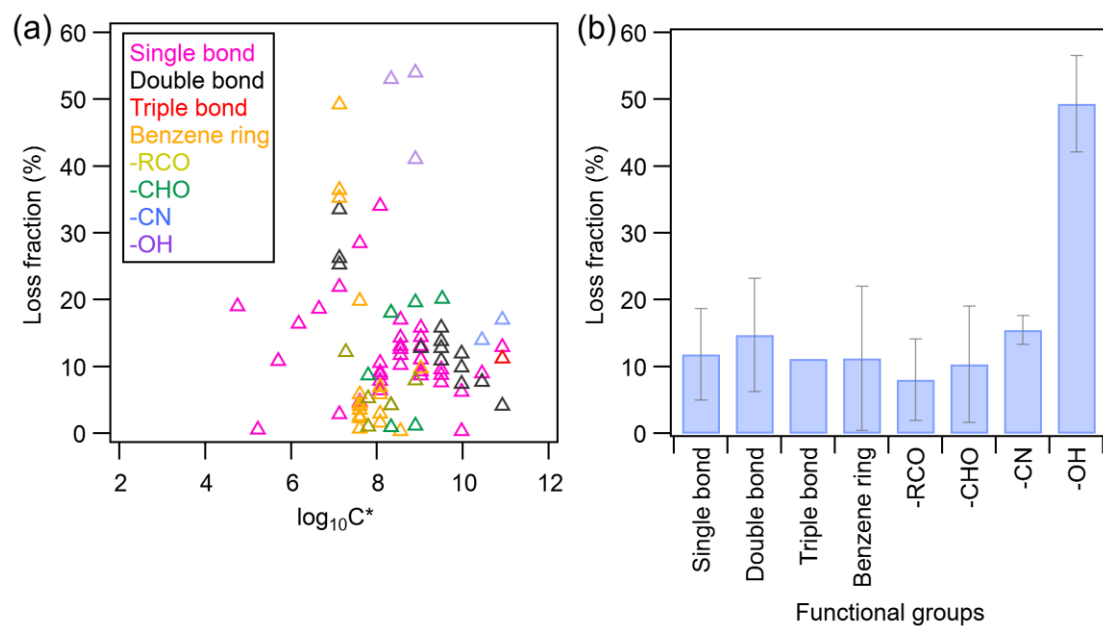 (a)
Loss fraction (%)
60
50
40
30
20
10
0
Single bond
Double bond
Triple bond
Benzene ring
-RCO
-CHO
-CN
-OH
2 4 6 8 10 12
log₁₀C*
(b)
Loss fraction (%)
60
50
40
30
20
10
0
Single bond
Double bond
Triple bond
Benzene ring
-RCO
-CHO
-CN
-OH
Functional groups